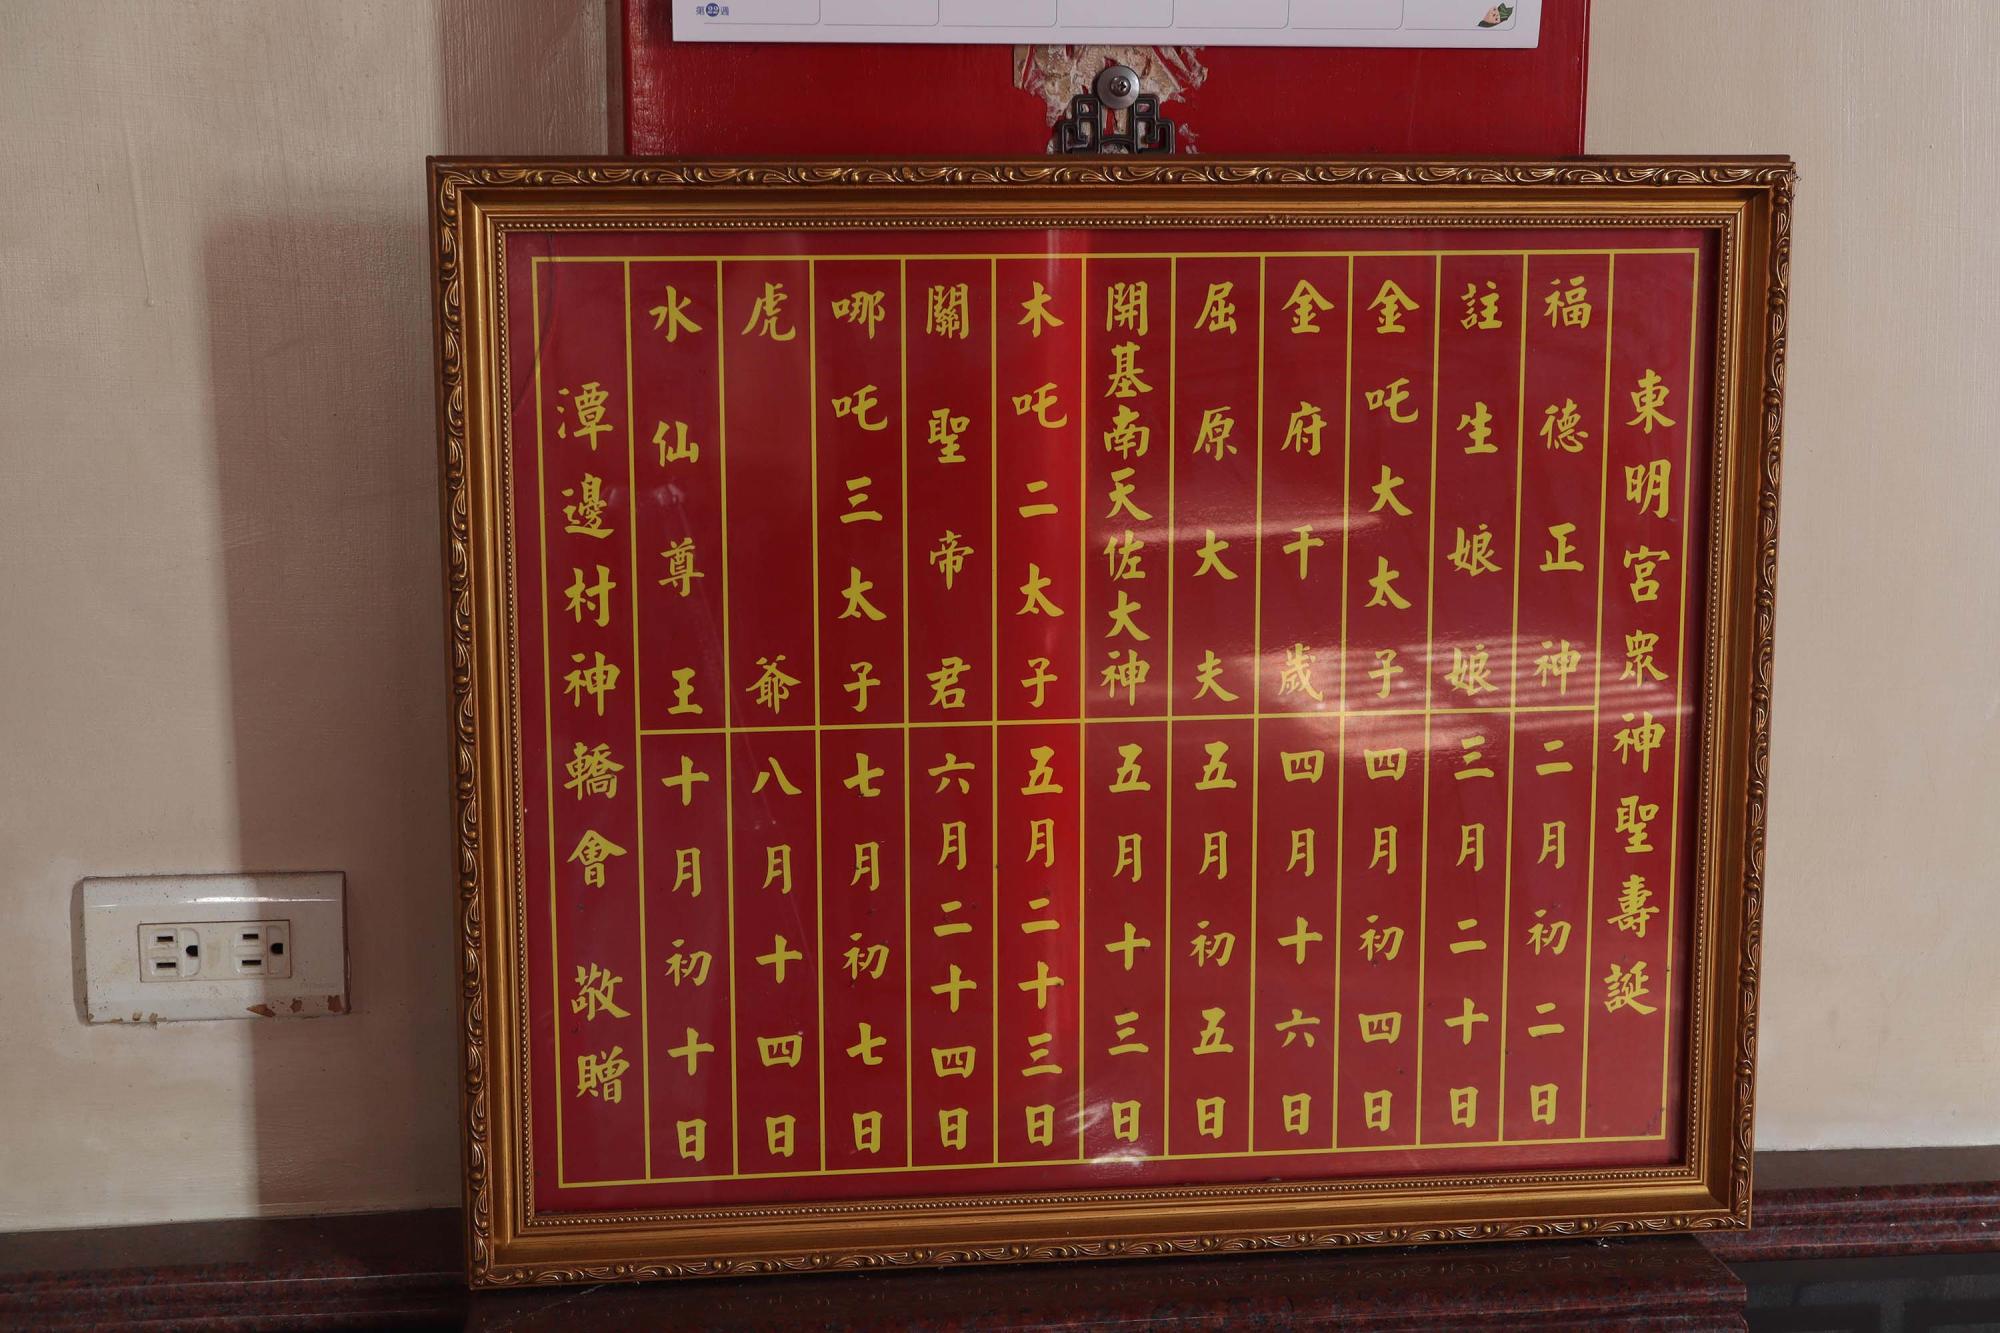 第22週
東明宮眾神聖壽誕
福德正神 二月初二日
註生娘娘 三月二十日
金吒大太子 四月初四日
金府千歲 四月十六日
屈原大夫 五月初五日
開基南天佐大神 五月十三日
木吒二太子 五月二十三日
關聖帝君 六月二十四日
哪吒三太子 七月初七日
虎爺 八月十四日
水仙尊王 十月初十日
潭邊村神轎會 敬贈